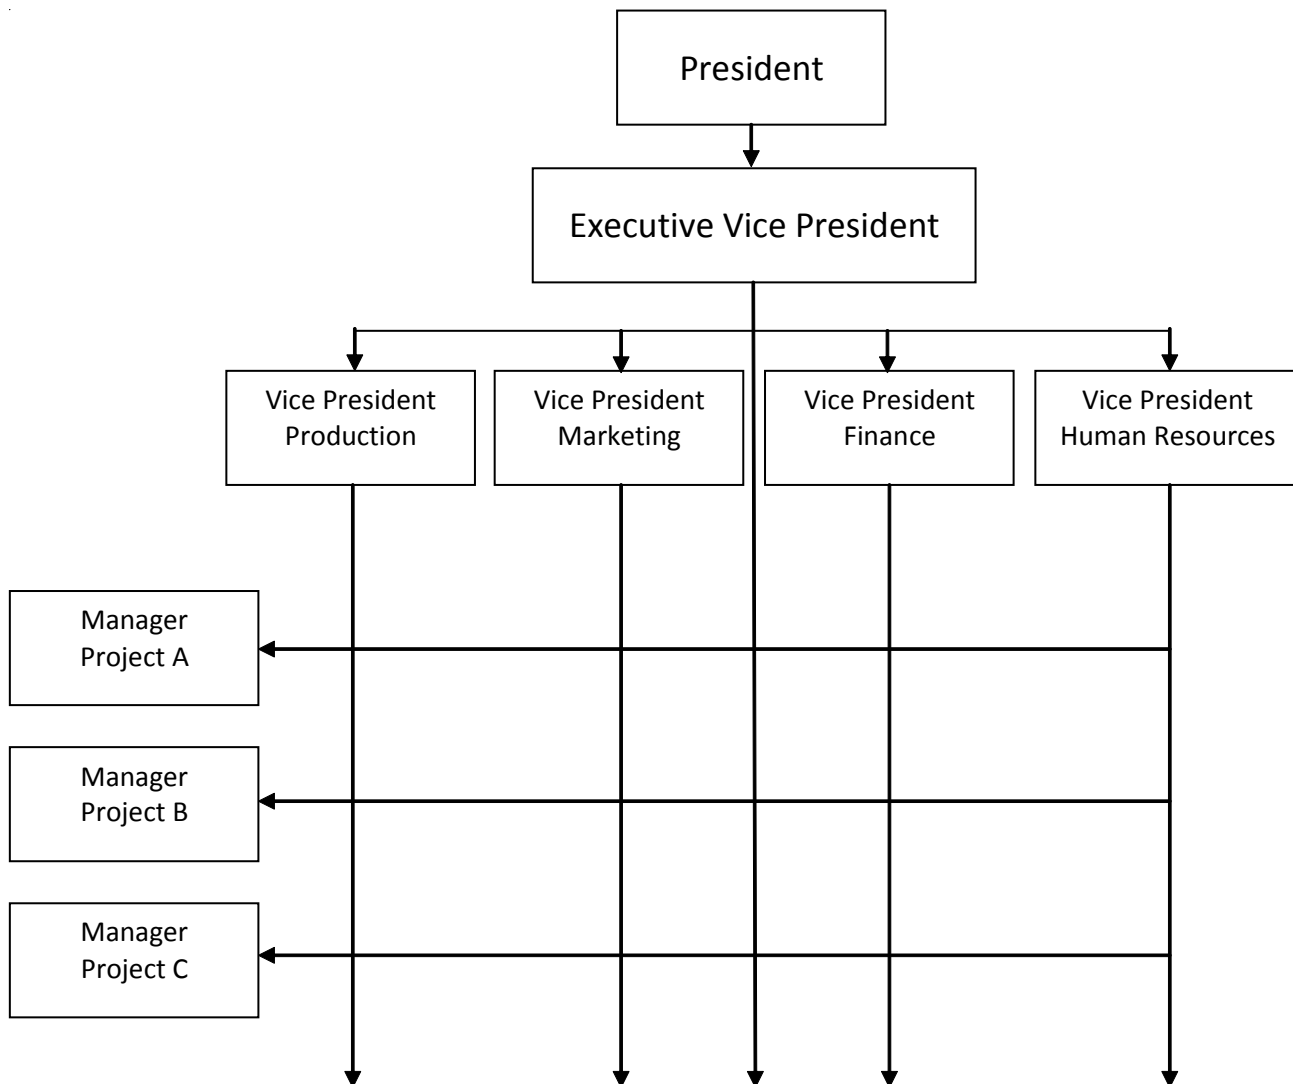 President
Executive Vice President
Vice President
Production
Vice President
Marketing
Vice President
Finance
Vice President
Human Resources
Manager
Project A
Manager
Project B
Manager
Project C